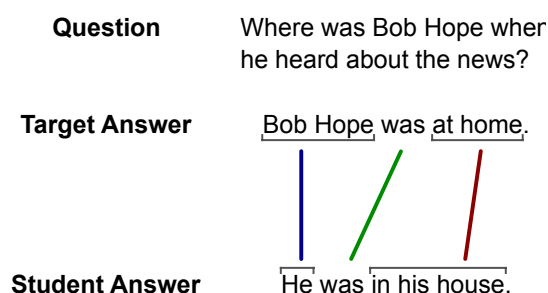 Question Where was Bob Hope when
he heard about the news?
Target Answer Bob Hope was at home.
Student Answer He was in his house.